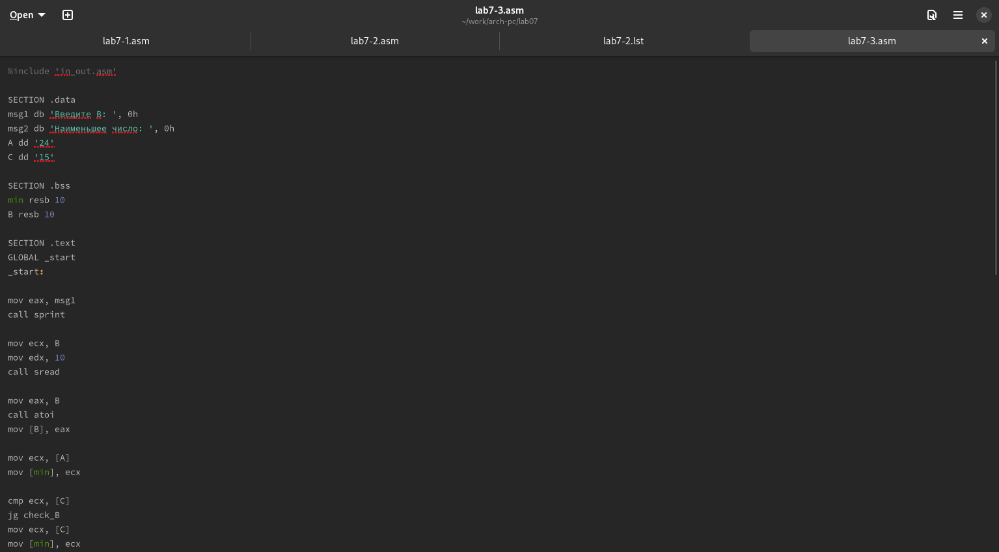 Open
lab7-3.asm
~/work/arch-pc/lab07
lab7-1.asm
lab7-2.asm
lab7-2.lst
lab7-3.asm
%include 'in_out.asm'
SECTION .data
msg1 db 'Введите B: ', 0h
msg2 db 'Наименьшее число: ', 0h
A dd '24'
C dd '15'
SECTION .bss
min resb 10
B resb 10
SECTION .text
GLOBAL _start
_start:
mov eax, msg1
call sprint
mov ecx, B
mov edx, 10
call sread
mov eax, B
call atoi
mov [B], eax
mov ecx, [A]
mov [min], ecx
cmp ecx, [C]
jg check_B
mov ecx, [C]
mov [min], ecx